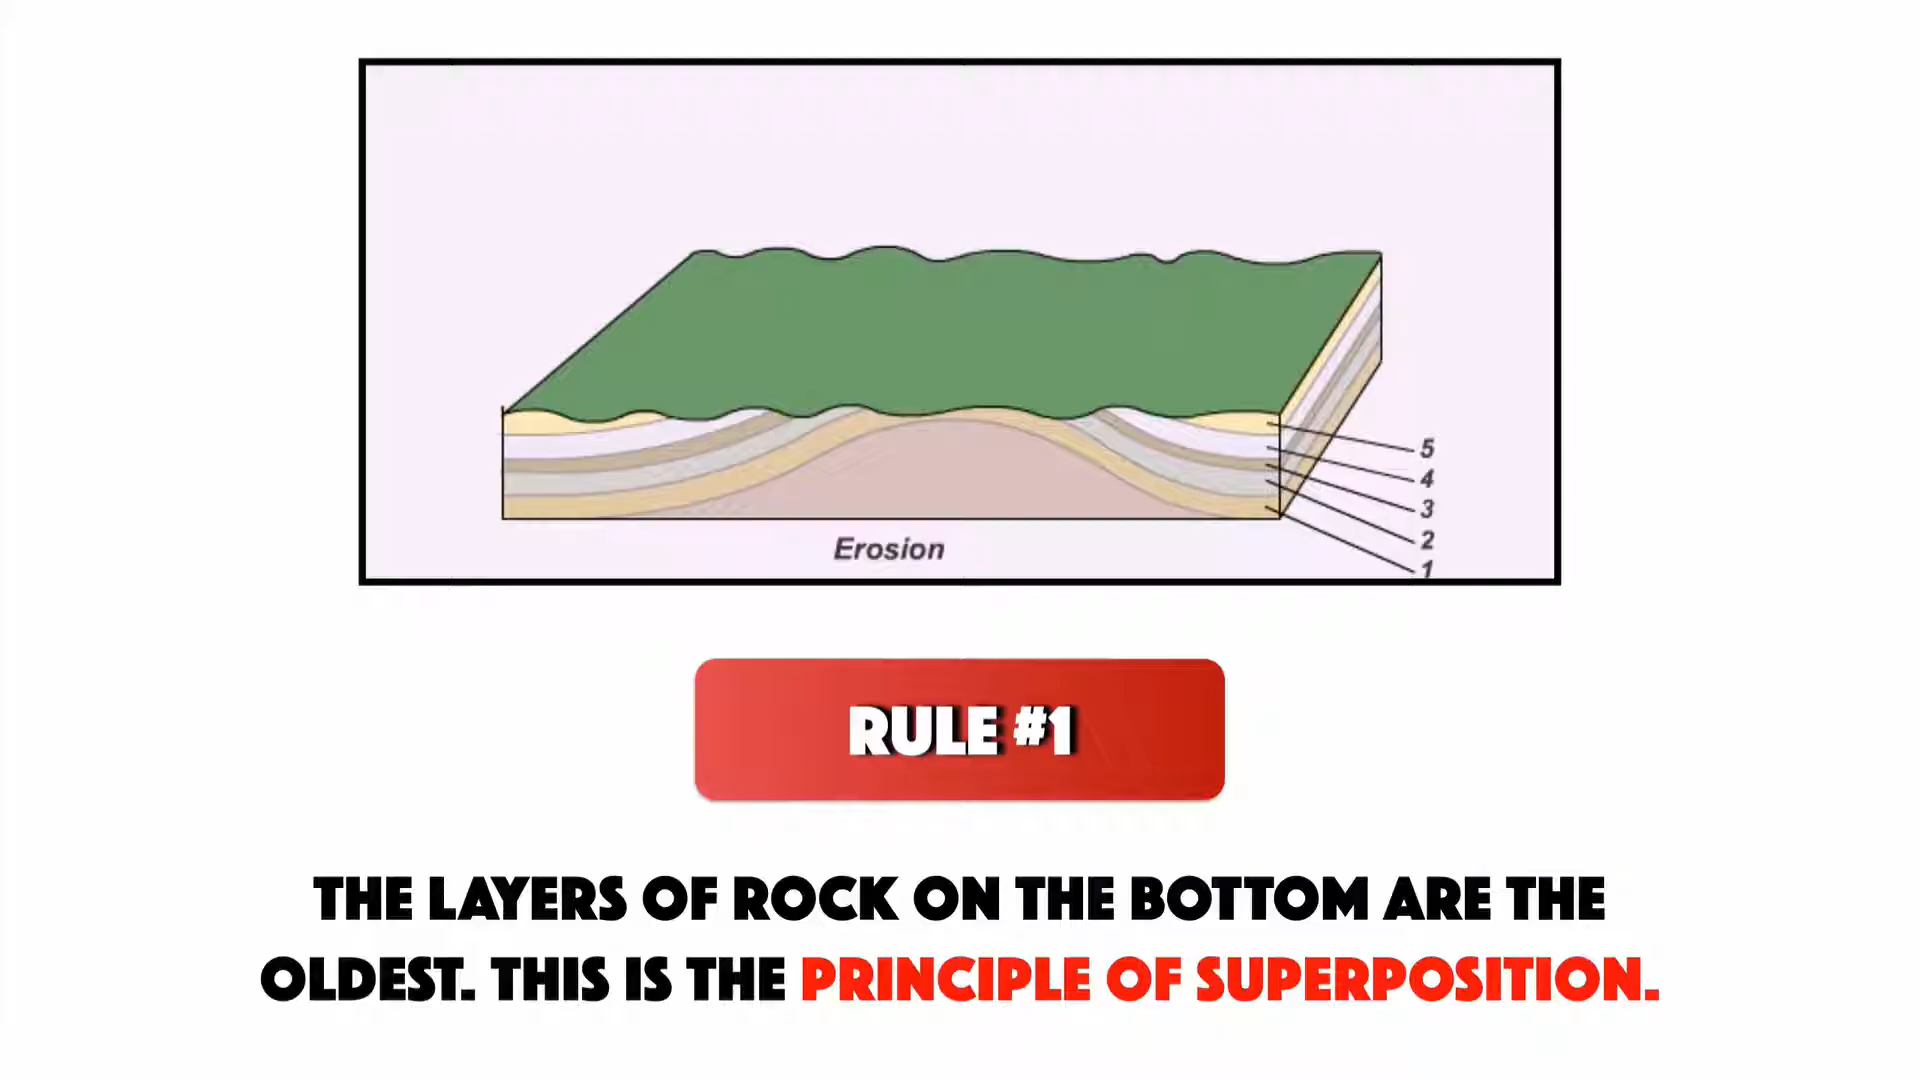 5
4
3
2
1
Erosion
RULE #1
THE LAYERS OF ROCK ON THE BOTTOM ARE THE
OLDEST. THIS IS THE PRINCIPLE OF SUPERPOSITION.